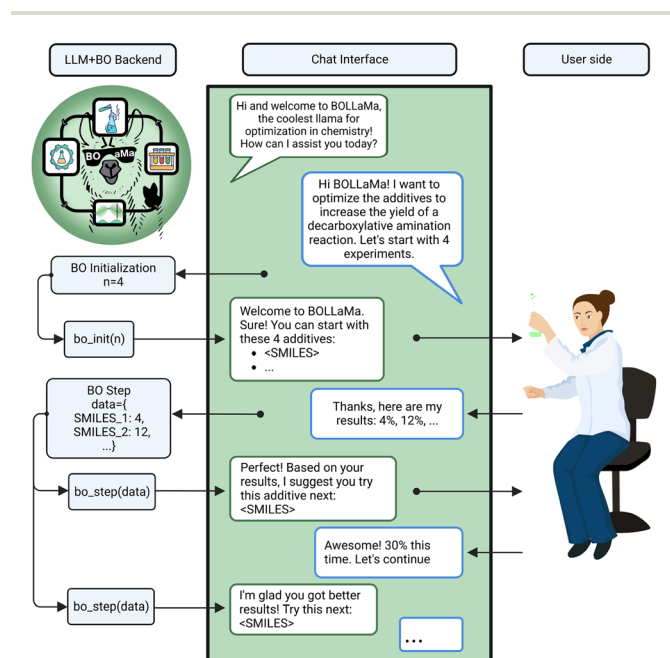 LLM+BO Backend
Chat Interface
User side
BO LaMa
Hi and welcome to BOLLaMa,
the coolest llama for
optimization in chemistry!
How can I assist you today?
Hi BOLLaMa! I want to
optimize the additives to
increase the yield of a
decarboxylative amination
reaction. Let's start with 4
experiments.
BO Initialization
n=4
bo_init(n)
Welcome to BOLLaMa.
Sure! You can start with
these 4 additives:
• <SMILES>
• ...
BO Step
data={
SMILES_1: 4,
SMILES_2: 12,
...}
Thanks, here are my
results: 4%, 12%, ...
bo_step(data)
Perfect! Based on your
results, I suggest you try
this additive next:
<SMILES>
Awesome! 30% this
time. Let's continue
bo_step(data)
I'm glad you got better
results! Try this next:
<SMILES>
...